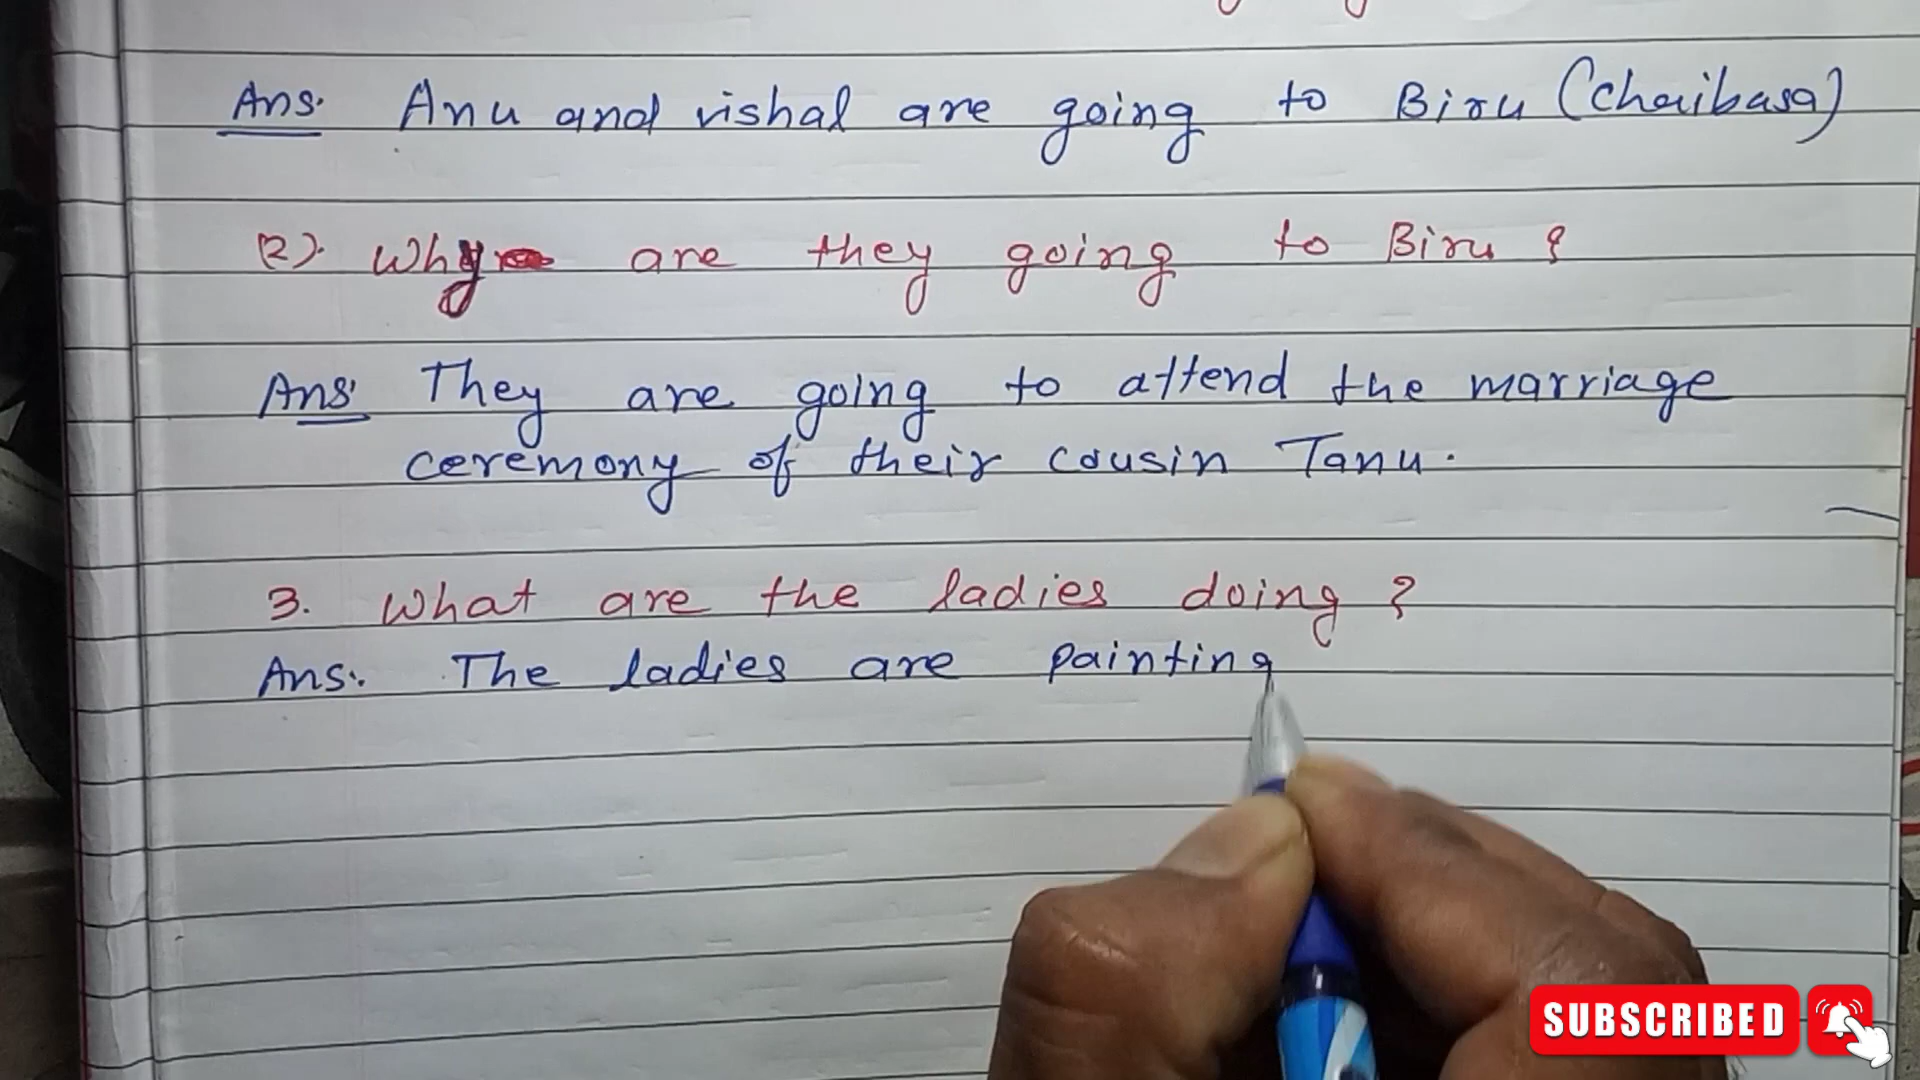 Ans. Anu and vishal are going to Biru (Chaibasa)
(2). Why are they going to Biru ?
Ans. They are going to attend the marriage
ceremony of their cousin Tanu.
3. What are the ladies doing ?
Ans:. The ladies are painting
SUBSCRIBED